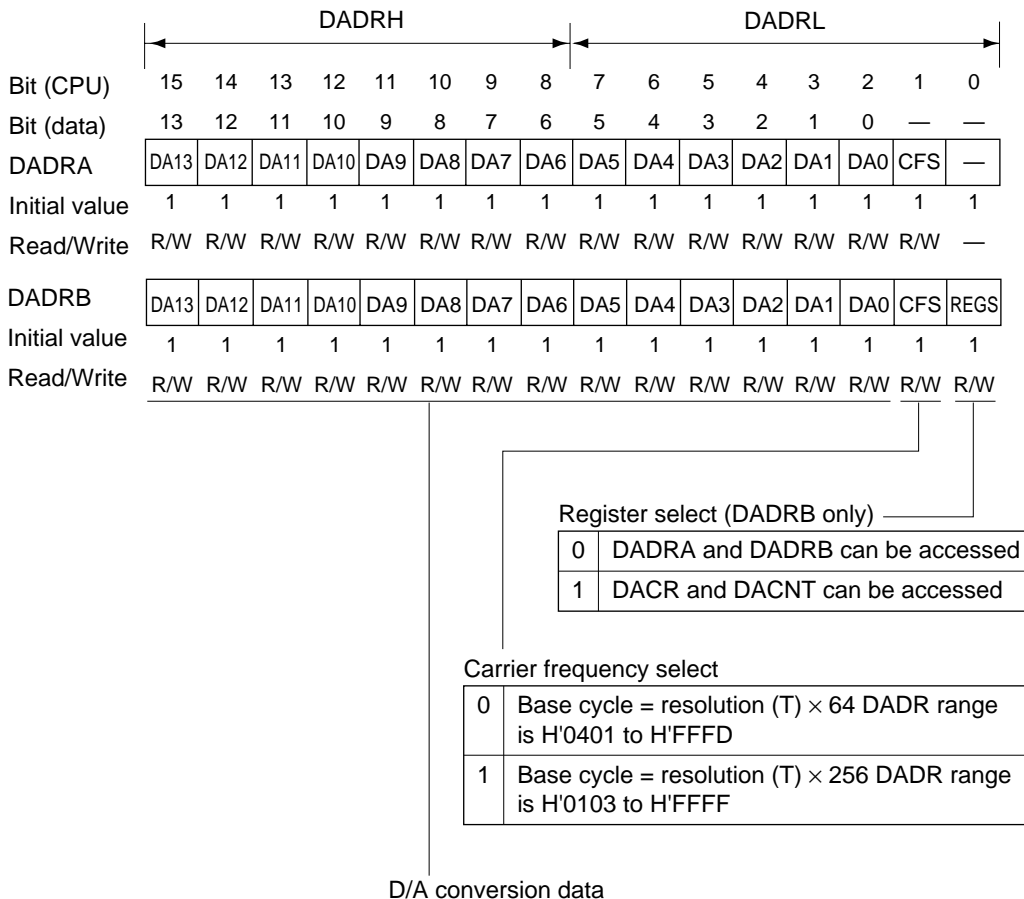 DADRH DADRL
Bit (CPU) 15 14 13 12 11 10 9 8 7 6 5 4 3 2 1 0
Bit (data) 13 12 11 10 9 8 7 6 5 4 3 2 1 0 — —
DADRA DA13 DA12 DA11 DA10 DA9 DA8 DA7 DA6 DA5 DA4 DA3 DA2 DA1 DA0 CFS —
Initial value 1 1 1 1 1 1 1 1 1 1 1 1 1 1 1 1
Read/Write R/W R/W R/W R/W R/W R/W R/W R/W R/W R/W R/W R/W R/W R/W R/W —
DADRB DA13 DA12 DA11 DA10 DA9 DA8 DA7 DA6 DA5 DA4 DA3 DA2 DA1 DA0 CFS REGS
Initial value 1 1 1 1 1 1 1 1 1 1 1 1 1 1 1 1
Read/Write R/W R/W R/W R/W R/W R/W R/W R/W R/W R/W R/W R/W R/W R/W R/W R/W
Register select (DADRB only)
0 DADRA and DADRB can be accessed
1 DACR and DACNT can be accessed
Carrier frequency select
0 Base cycle = resolution (T) × 64 DADR range
is H'0401 to H'FFFD
1 Base cycle = resolution (T) × 256 DADR range
is H'0103 to H'FFFF
D/A conversion data